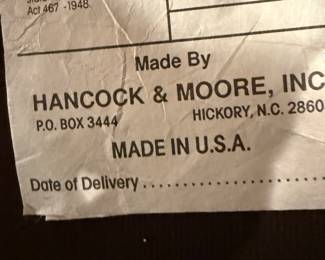 Act 467 -1948
Made By
HANCOCK & MOORE, INC
P.O. BOX 3444 HICKORY, N.C. 2860
MADE IN U.S.A.
Date of Delivery ............................